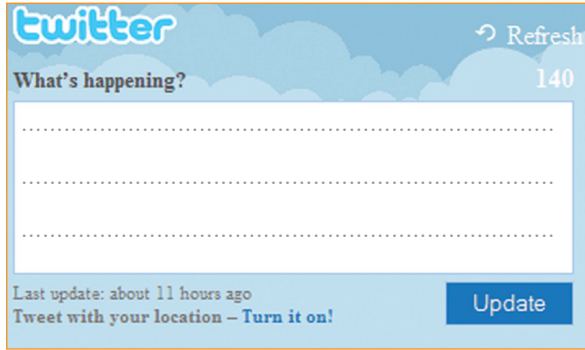 twitter
Refresh
What's happening?
140
Last update: about 11 hours ago
Update
Tweet with your location – Turn it on!